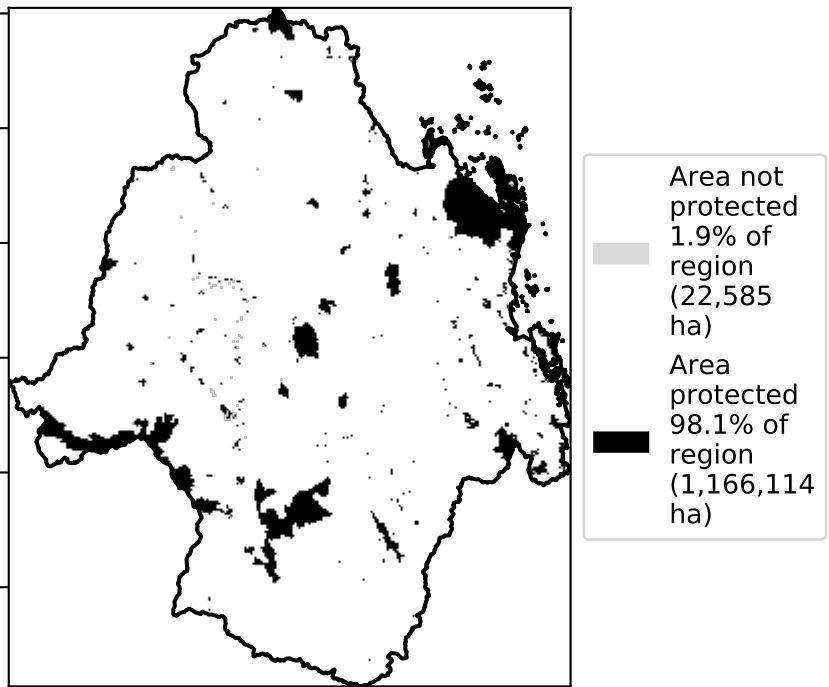 Area not
protected
1.9% of
region
(22,585
ha)
Area
protected
98.1% of
region
(1,166,114
ha)